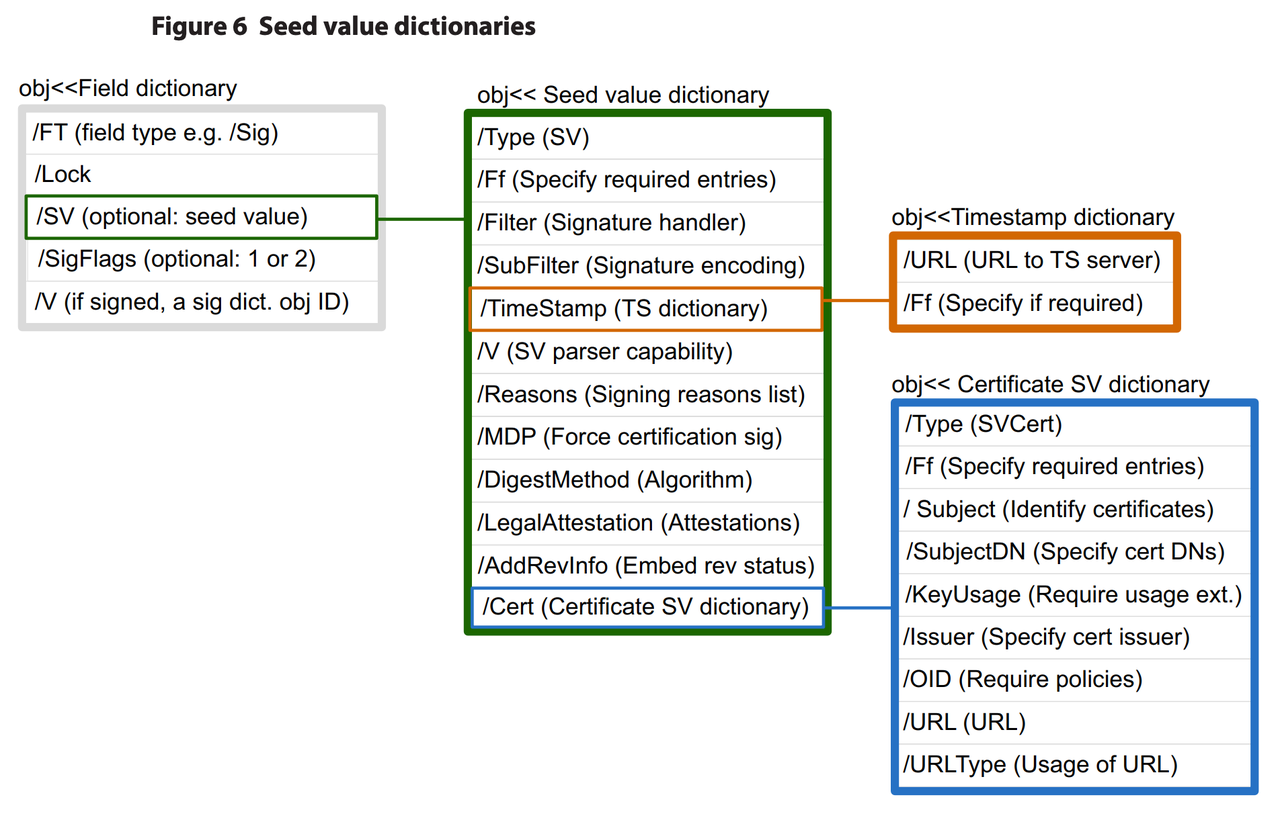 Figure 6 Seed value dictionaries
obj<<Field dictionary
/FT (field type e.g. /Sig)
/Lock
/SV (optional: seed value)
/SigFlags (optional: 1 or 2)
/V (if signed, a sig dict. obj ID)
obj<< Seed value dictionary
/Type (SV)
/Ff (Specify required entries)
/Filter (Signature handler)
/SubFilter (Signature encoding)
/TimeStamp (TS dictionary)
/V (SV parser capability)
/Reasons (Signing reasons list)
/MDP (Force certification sig)
/DigestMethod (Algorithm)
/LegalAttestation (Attestations)
/AddRevInfo (Embed rev status)
/Cert (Certificate SV dictionary)
obj<<Timestamp dictionary
/URL (URL to TS server)
/Ff (Specify if required)
obj<< Certificate SV dictionary
/Type (SVCert)
/Ff (Specify required entries)
/ Subject (Identify certificates)
/SubjectDN (Specify cert DNs)
/KeyUsage (Require usage ext.)
/Issuer (Specify cert issuer)
/OID (Require policies)
/URL (URL)
/URLType (Usage of URL)